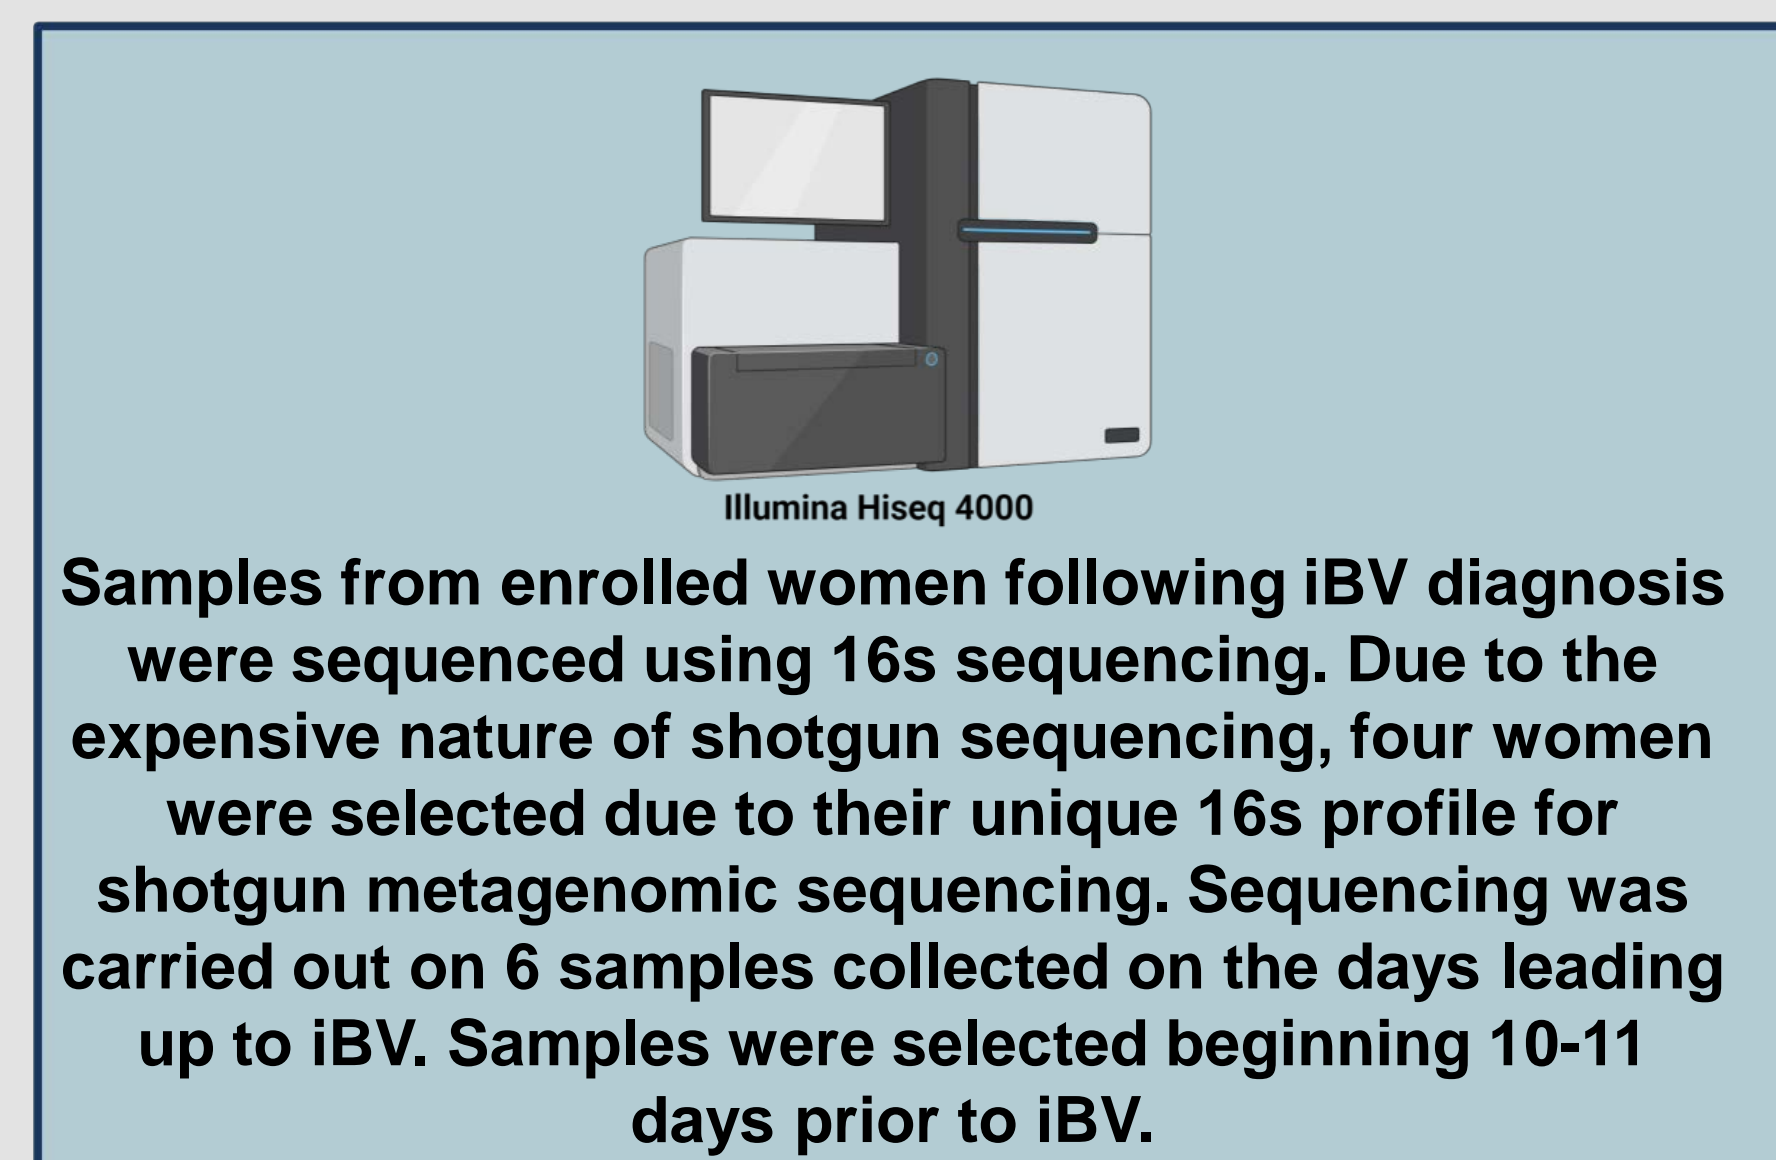 Illumina Hiseq 4000
Samples from enrolled women following iBV diagnosis
were sequenced using 16s sequencing. Due to the
expensive nature of shotgun sequencing, four women
were selected due to their unique 16s profile for
shotgun metagenomic sequencing. Sequencing was
carried out on 6 samples collected on the days leading
up to iBV. Samples were selected beginning 10-11
days prior to iBV.